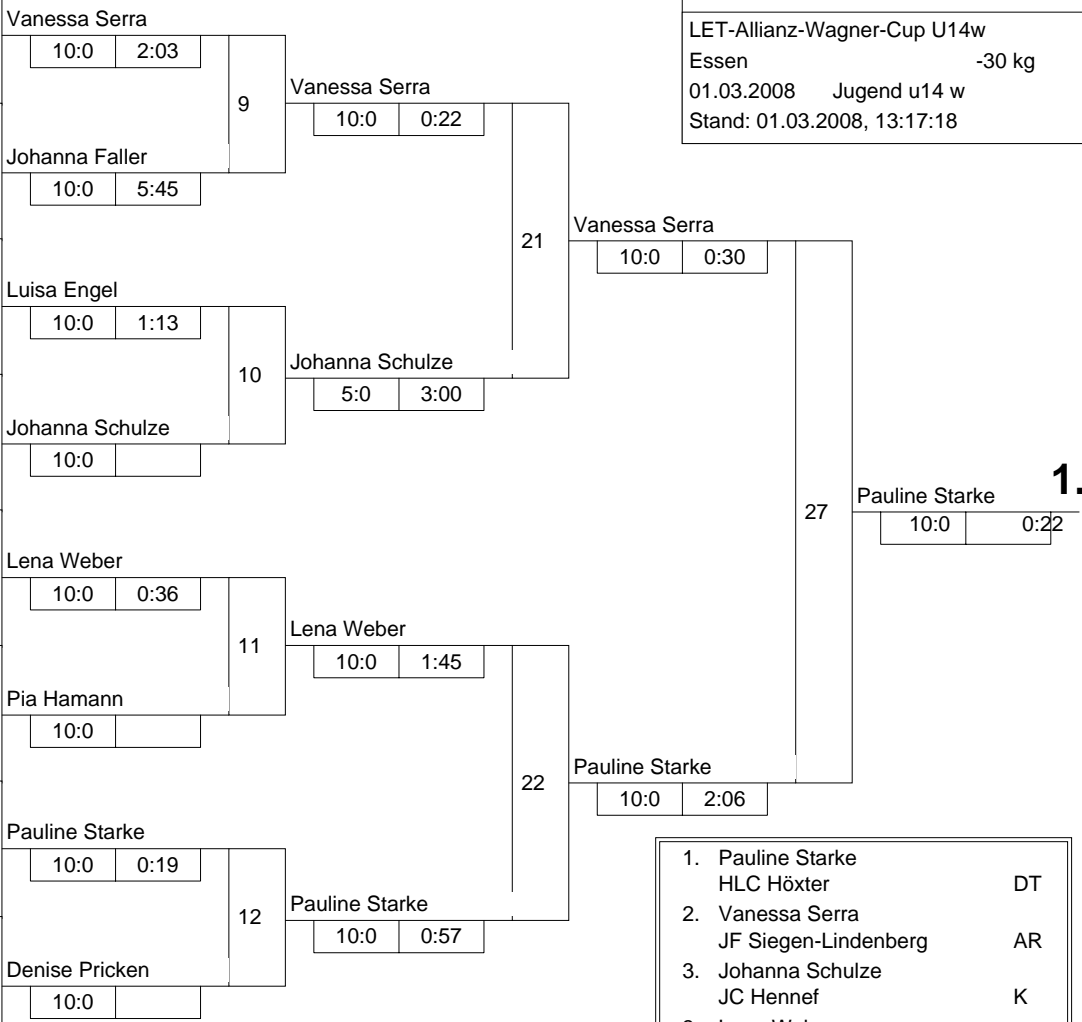 Vanessa Serra
10:0 2:03
9
Johanna Faller
10:0 5:45
Vanessa Serra
10:0 0:22
Luisa Engel
10:0 1:13
10
Johanna Schulze
10:0
Johanna Schulze
5:0 3:00
21
Vanessa Serra
10:0 0:30
Lena Weber
10:0 0:36
11
Pia Hamann
10:0
Lena Weber
10:0 1:45
Pauline Starke
10:0 0:19
12
Denise Pricken
10:0
Pauline Starke
10:0 0:57
22
Pauline Starke
10:0 2:06
27
Pauline Starke 1.
10:0 0:22
LET-Allianz-Wagner-Cup U14w
Essen -30 kg
01.03.2008 Jugend u14 w
Stand: 01.03.2008, 13:17:18
1. Pauline Starke
HLC Höxter DT
2. Vanessa Serra
JF Siegen-Lindenberg AR
3. Johanna Schulze
JC Hennef K